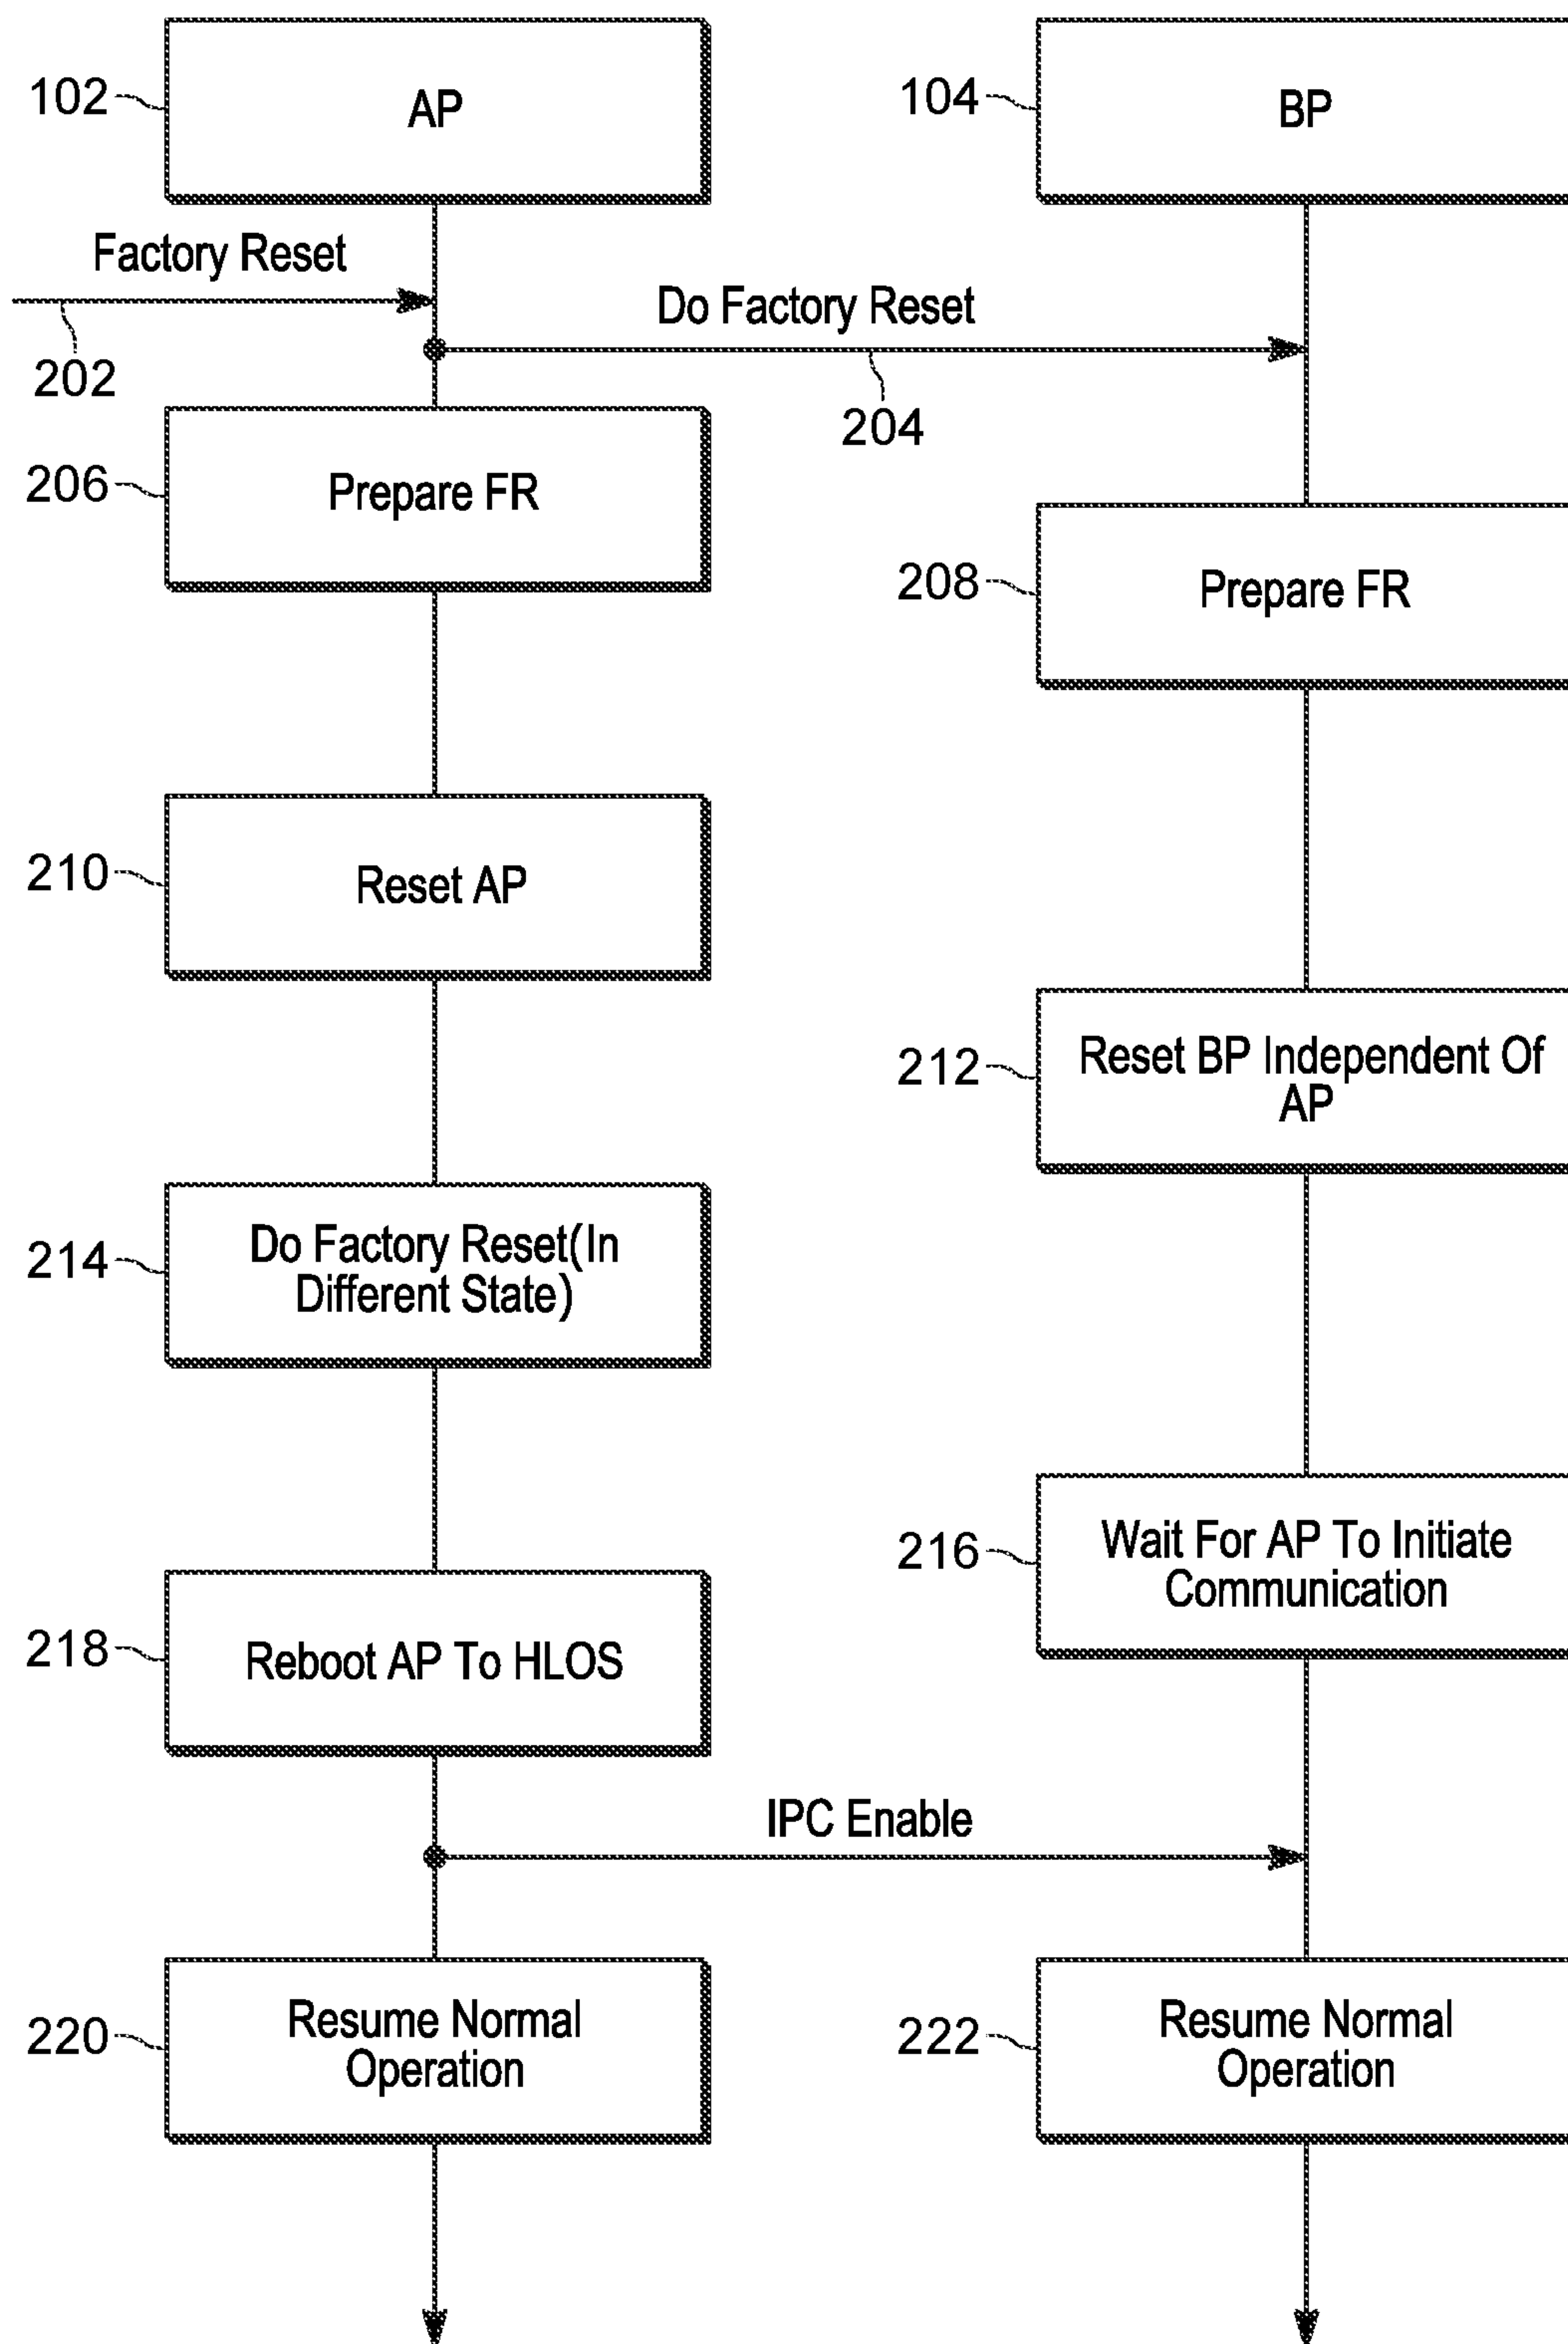 102
AP
104
BP
Factory Reset
202
Do Factory Reset
204
206
Prepare FR
208
Prepare FR
210
Reset AP
212
Reset BP Independent Of
AP
214
Do Factory Reset(In
Different State)
216
Wait For AP To Initiate
Communication
218
Reboot AP To HLOS
IPC Enable
220
Resume Normal
Operation
222
Resume Normal
Operation